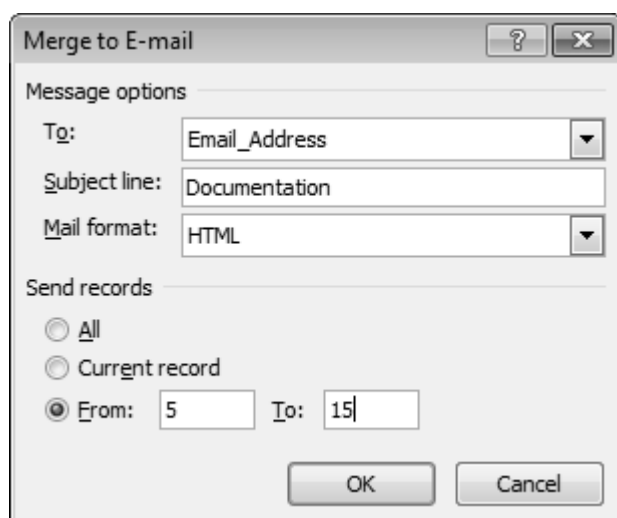 Merge to E-mail
Message options
To: Email_Address
Subject line: Documentation
Mail format: HTML
Send records
All
Current record
From: 5 To: 15
OK Cancel